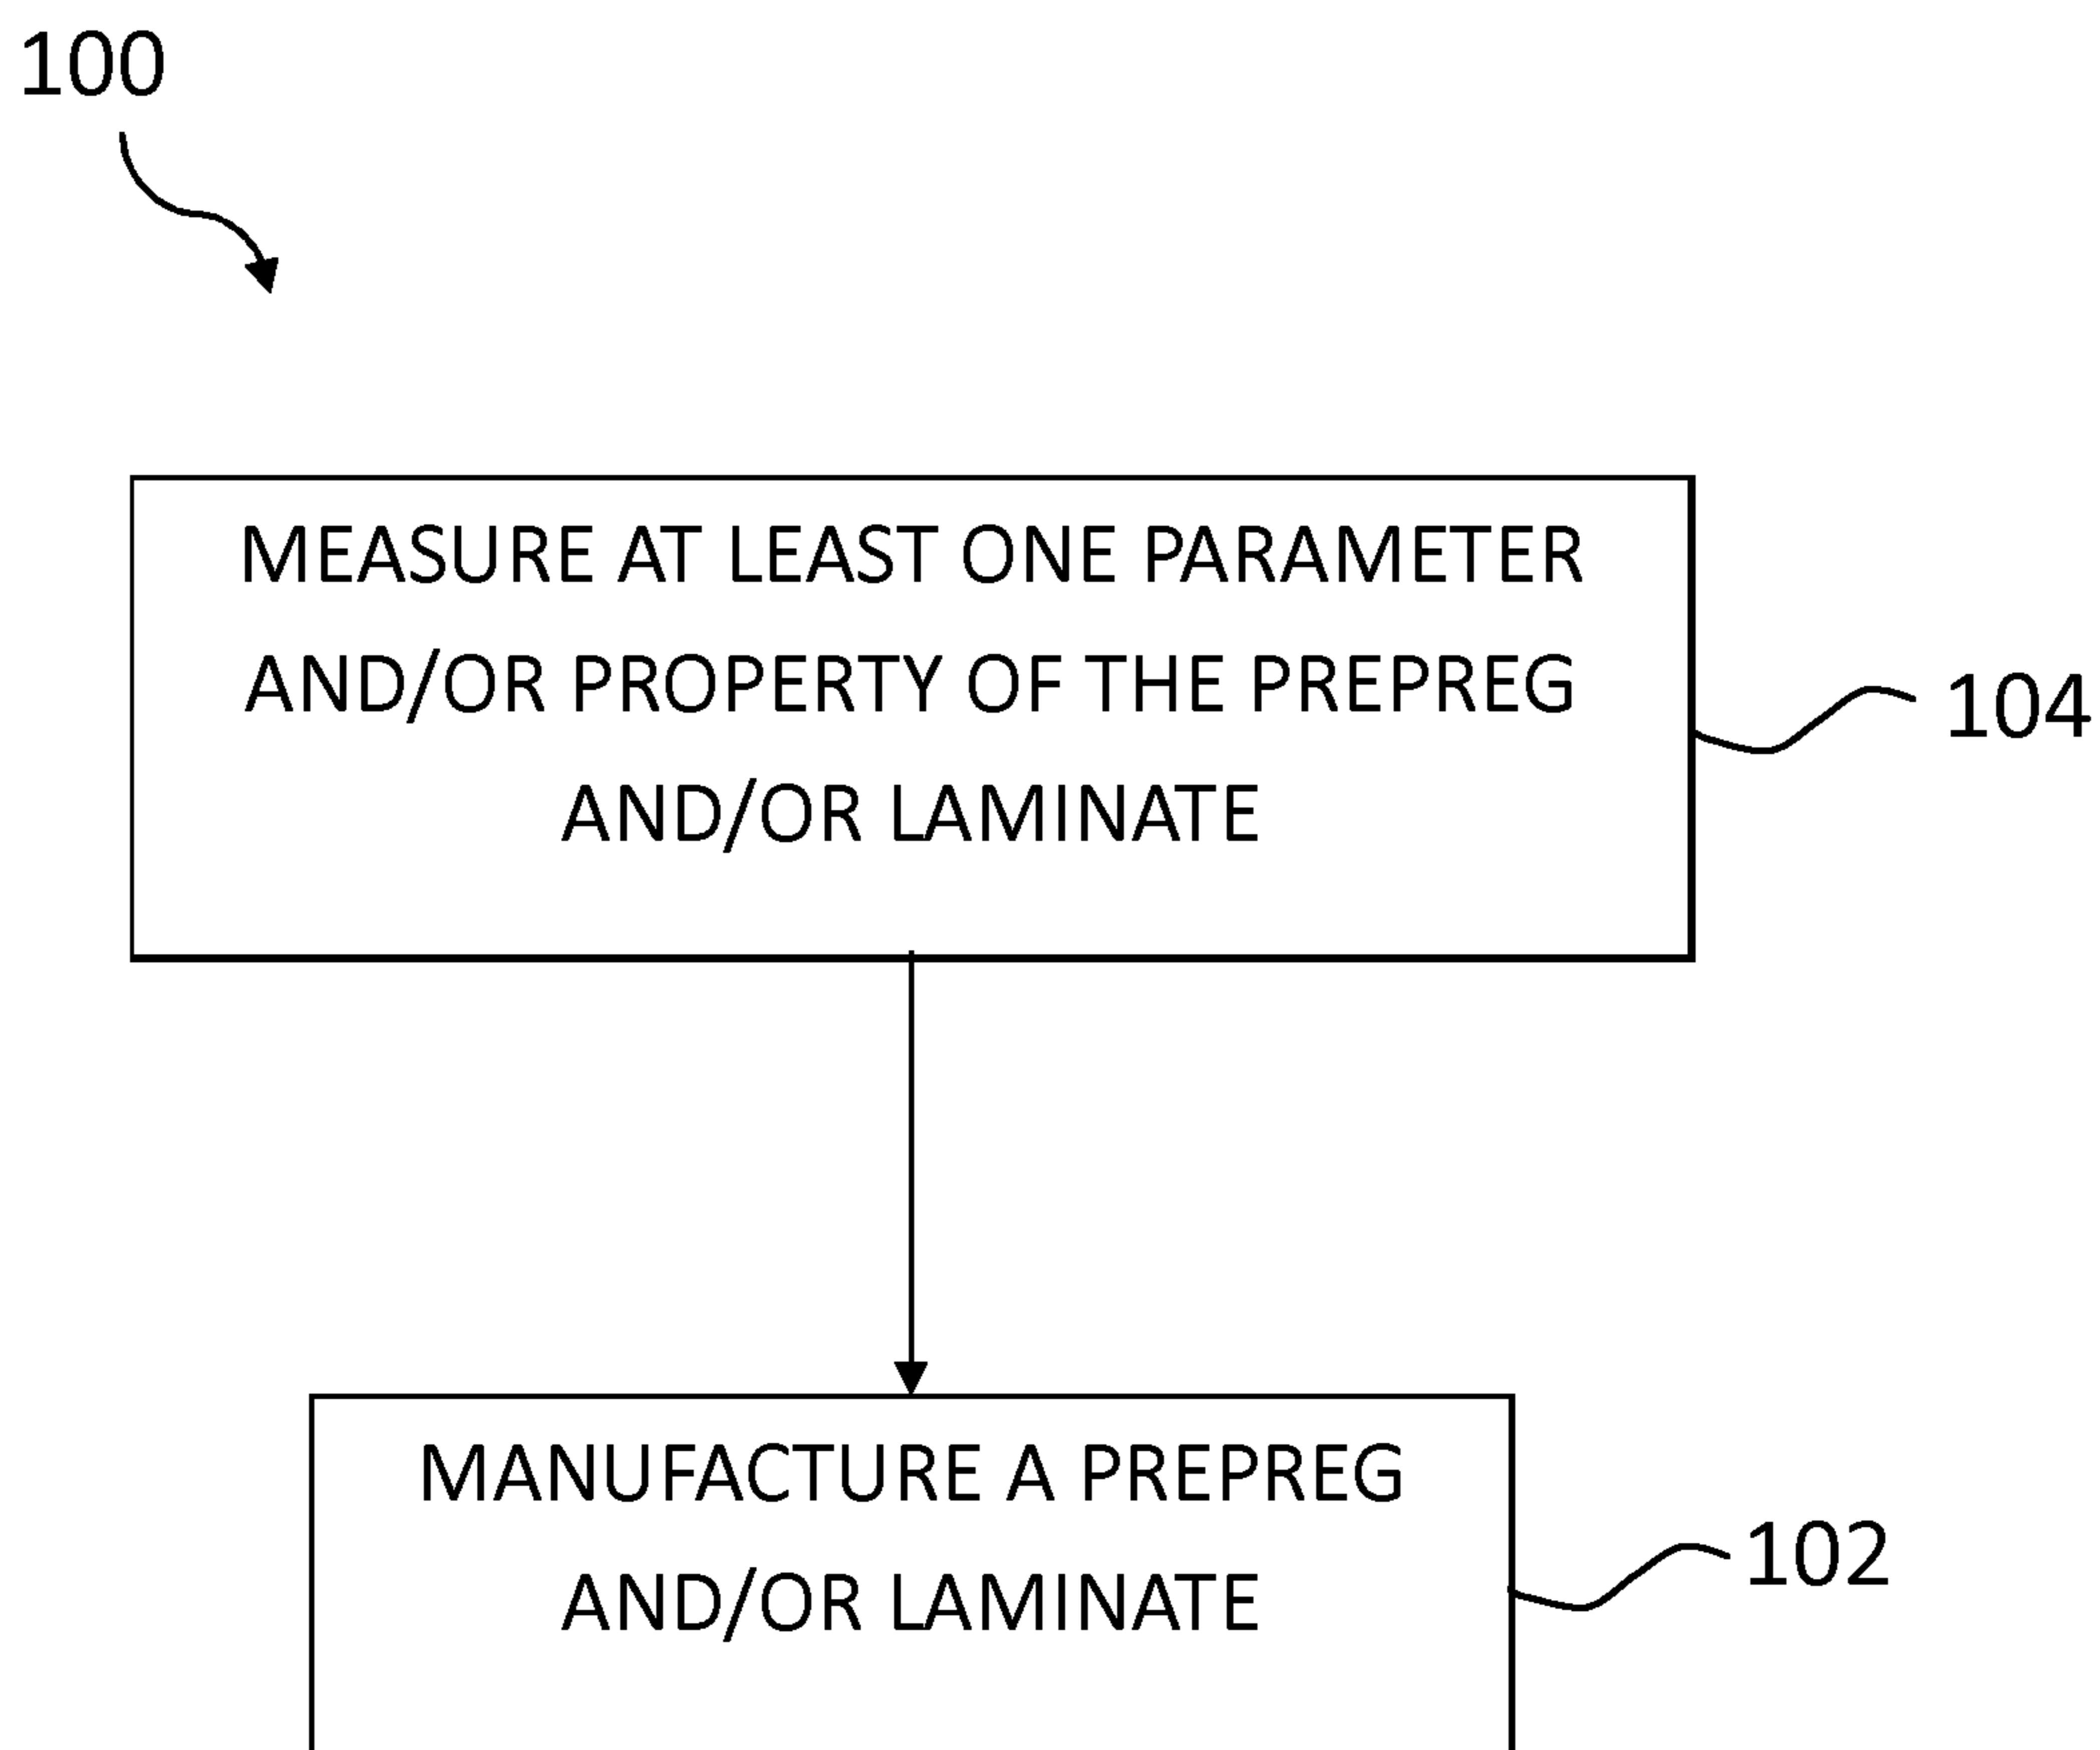 100
MEASURE AT LEAST ONE PARAMETER
AND/OR PROPERTY OF THE PREPREG
AND/OR LAMINATE
104
MANUFACTURE A PREPREG
AND/OR LAMINATE
102